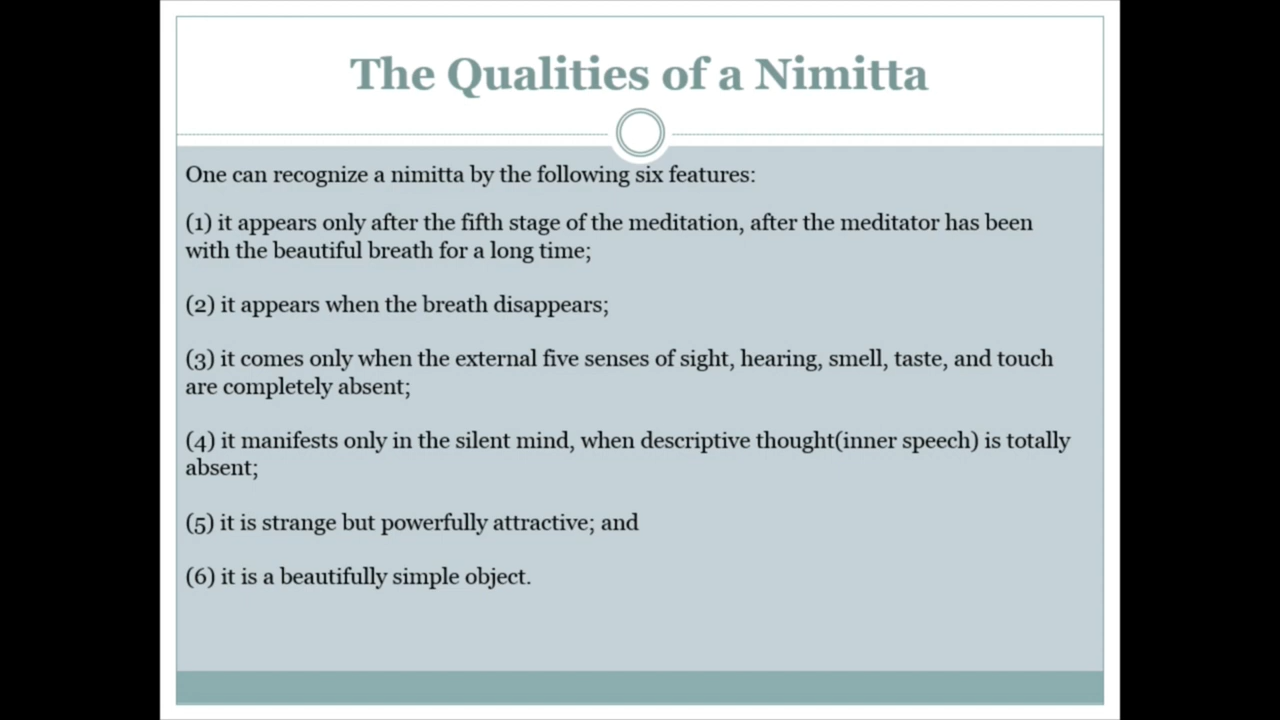 The Qualities of a Nimitta
One can recognize a nimitta by the following six features:
(1) it appears only after the fifth stage of the meditation, after the meditator has been
with the beautiful breath for a long time;
(2) it appears when the breath disappears;
(3) it comes only when the external five senses of sight, hearing, smell, taste, and touch
are completely absent;
(4) it manifests only in the silent mind, when descriptive thought(inner speech) is totally
absent;
(5) it is strange but powerfully attractive; and
(6) it is a beautifully simple object.